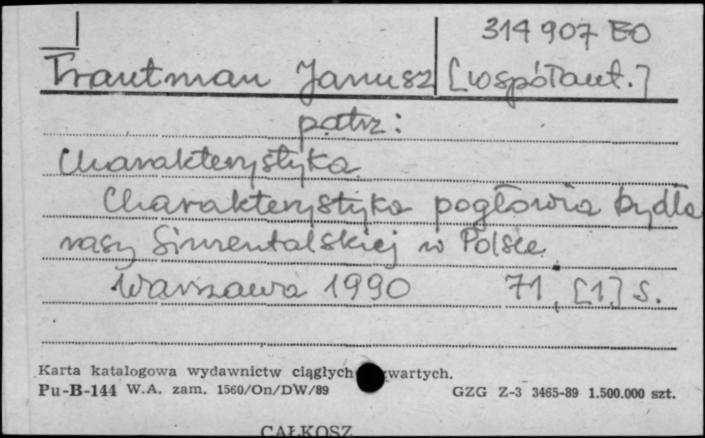 314 907 BO
Trautman Janusz [współaut.]
patrz:
Charakterystyka
Charakterystyka pogłowia bydła
rasy Simentalskiej w Polsce.
Warszawa 1990 71, [1] s.
Karta katalogowa wydawnictw ciągłych wartych.
Pu-B-144 W.A. zam. 1560/On/DW/89 GZG Z-3 3465-89 1.500.000 szt.
CAŁKOSZ